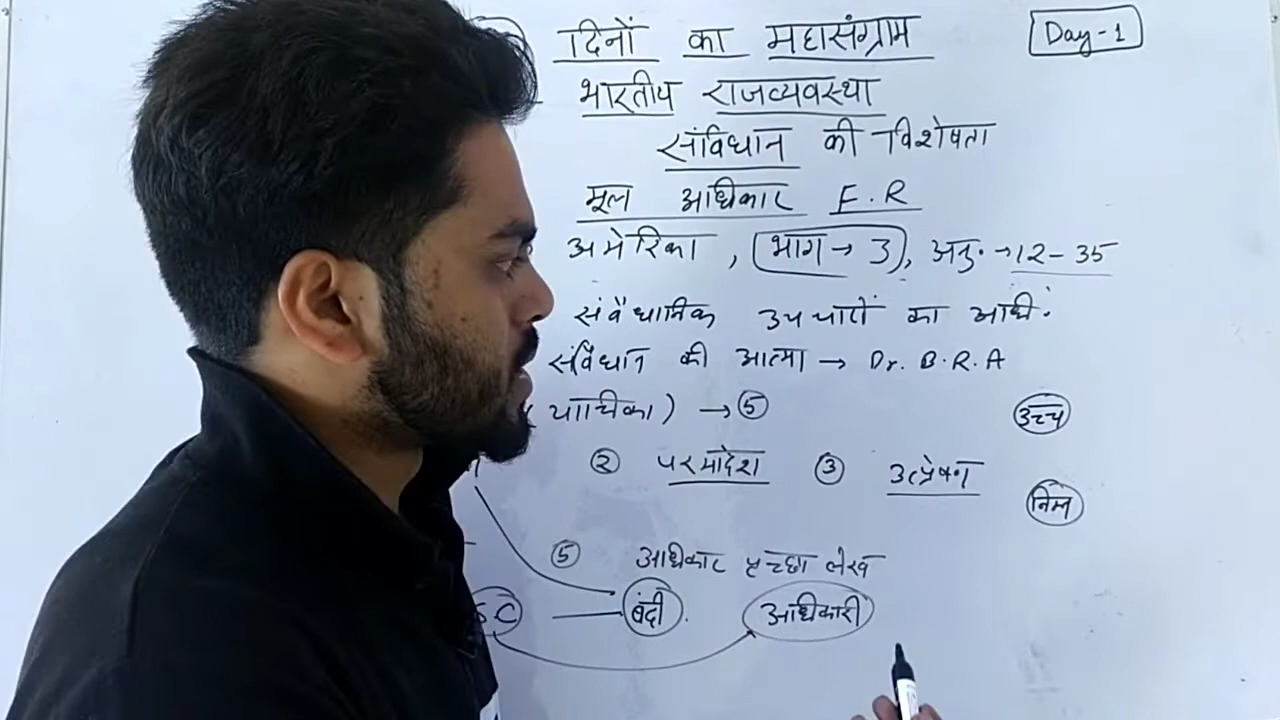 दिनों का महासंग्राम
Day-1
भारतीय राजव्यवस्था
संविधान की विशेषता
मूल अधिकार F.R
अमेरिका, भाग → 3, अनु. → 12-35
संवैधानिक उपचारों का अधि.
संविधान की आत्मा → Dr. B.R.A
याचिका) → ⑤
उच्च
② परमादेश ③ उत्प्रेषण
निम्न
⑤ अधिकार पृच्छा लेख
SC — बंदी. अधिकारी